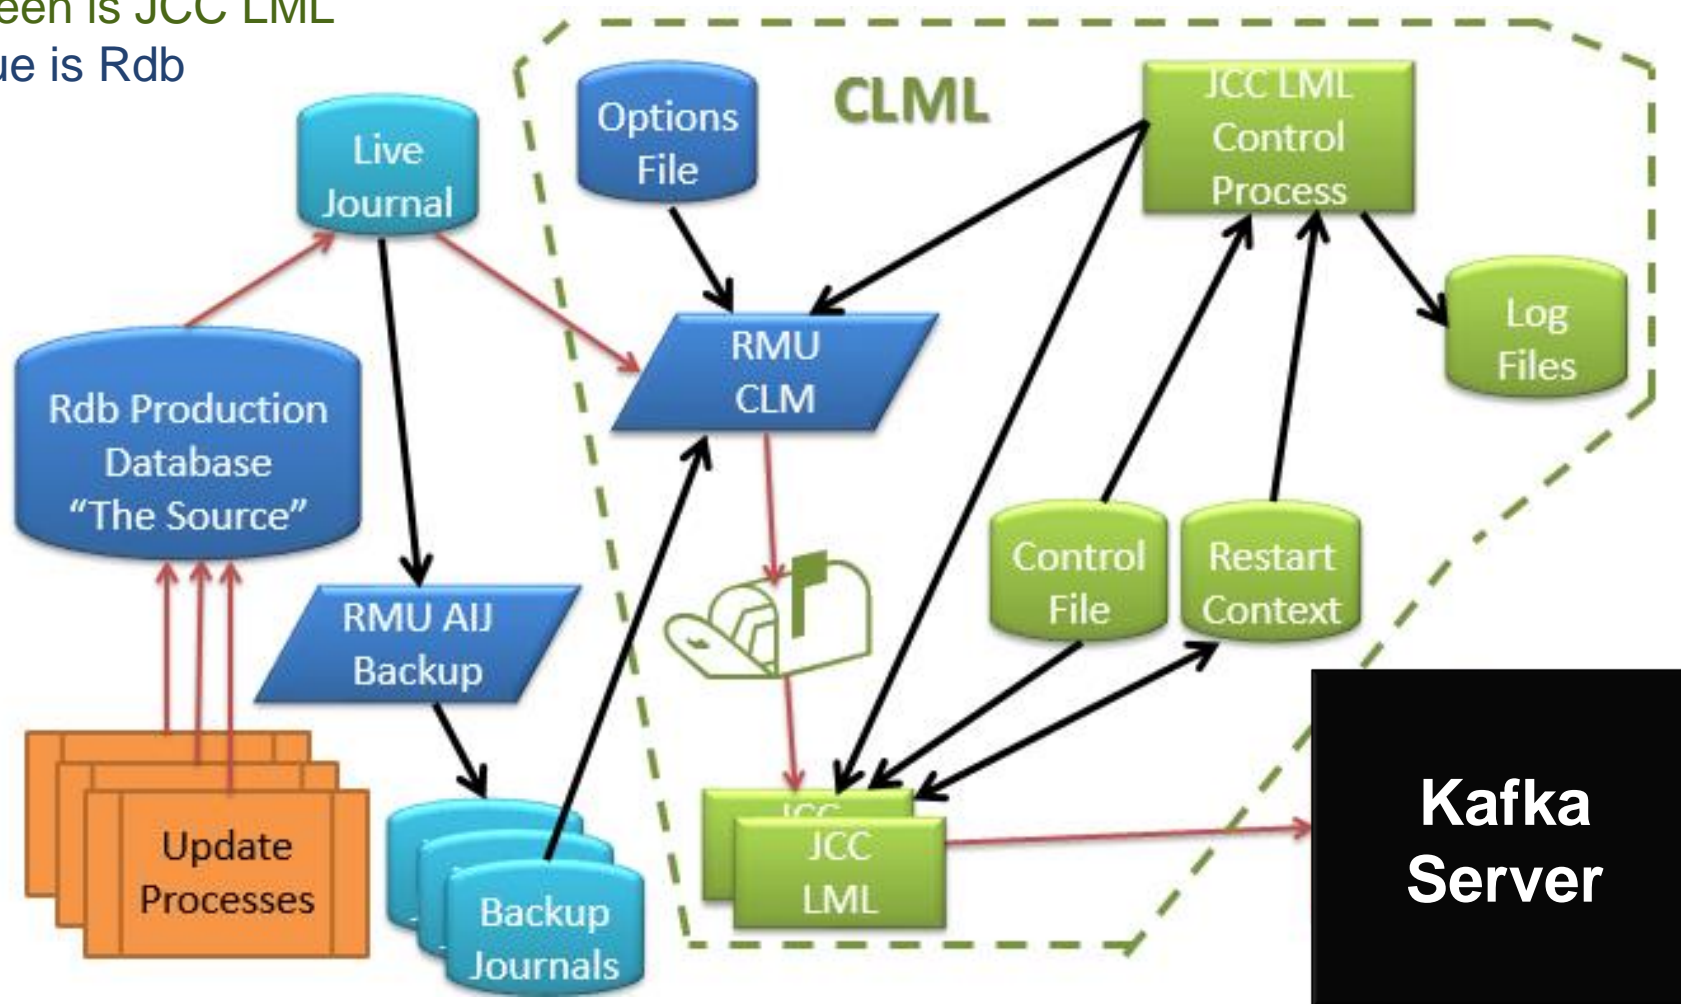 een is JCC LML
ue is Rdb
CLML
Options
File
JCC LML
Control
Process
Live
Journal
Log
Files
RMU
CLM
Rdb Production
Database
“The Source”
Control
File
Restart
Context
RMU AIJ
Backup
Kafka
Server
Update
Processes
JCC
JCC
LML
Backup
Journals